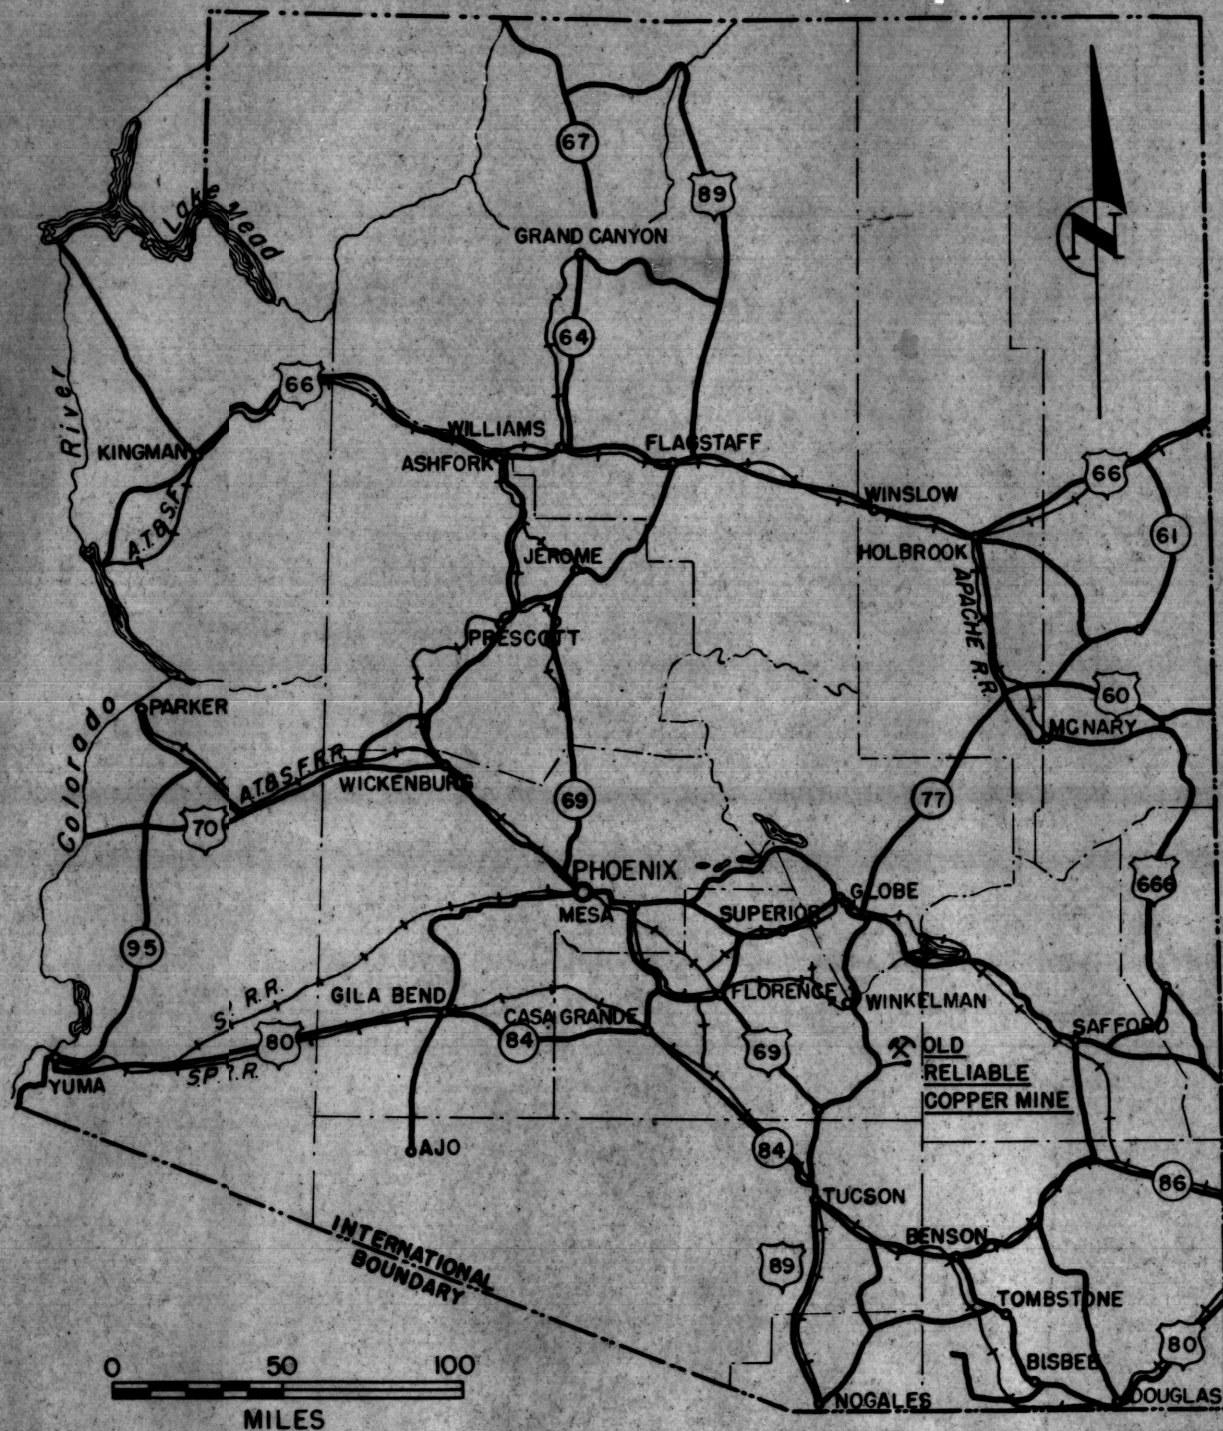 67
89
Lake Mead
GRAND CANYON
N
64
66
River
WILLIAMS
FLAGSTAFF
KINGMAN
ASHFORK
66
WINSLOW
A.T.&S.F.
61
HOLBROOK
JEROME
APACHE R.R.
PRESCOTT
60
PARKER
MCNARY
Colorado
A.T.&S.F.R.R.
WICKENBURG
69
77
70
PHOENIX
666
GLOBE
MESA
SUPERIOR
95
S. R.R.
GILA BEND
FLORENCE
WINKELMAN
CASA GRANDE
80
84
69
SAFFORD
OLD
RELIABLE
COPPER MINE
S.P. R.R.
YUMA
AJO
84
86
TUCSON
INTERNATIONAL
BOUNDARY
BENSON
89
TOMBSTONE
80
BISBEE
NOGALES
DOUGLAS
0 50 100
MILES